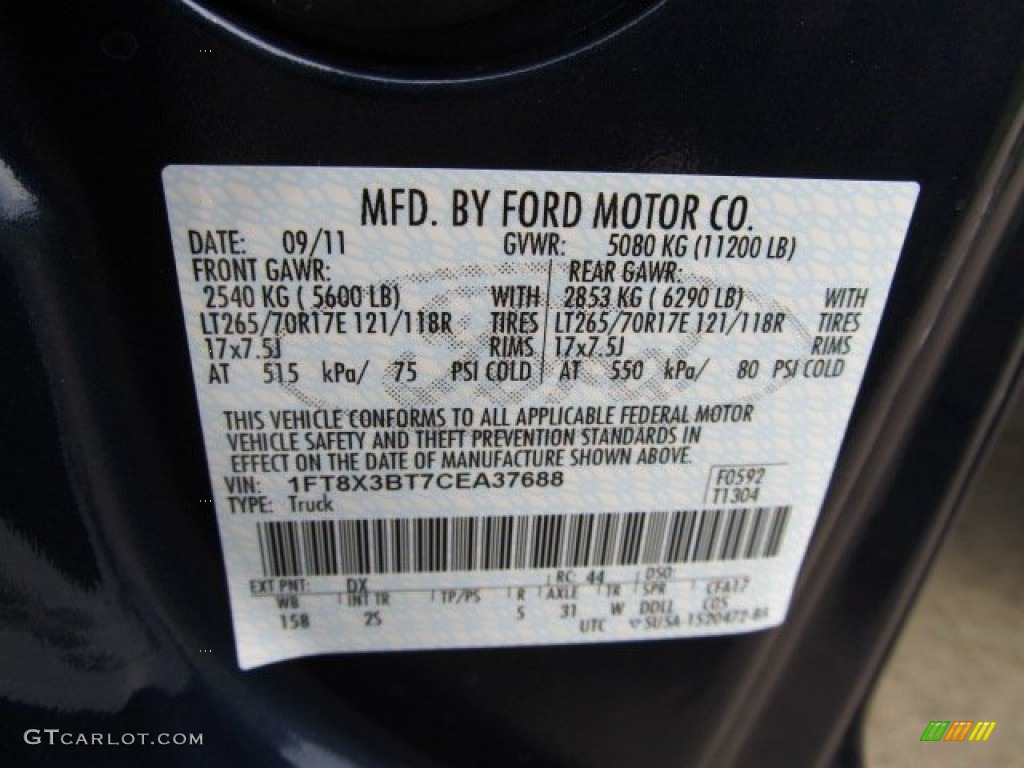 MFD. BY FORD MOTOR CO.
DATE: 09/11 GVWR: 5080 KG (11200 LB)
FRONT GAWR: REAR GAWR:
2540 KG ( 5600 LB) WITH 2853 KG ( 6290 LB) WITH
LT265/70R17E 121/118R TIRES LT265/70R17E 121/118R TIRES
17x7.5J RIMS 17x7.5J RIMS
AT 515 kPa/ 75 PSI COLD AT 550 kPa/ 80 PSI COLD
THIS VEHICLE CONFORMS TO ALL APPLICABLE FEDERAL MOTOR
VEHICLE SAFETY AND THEFT PREVENTION STANDARDS IN
EFFECT ON THE DATE OF MANUFACTURE SHOWN ABOVE.
VIN: 1FT8X3BT7CEA37688 F0592
TYPE: Truck T1304
EXT PNT: DX RC: 44 DSO:
WB INT TR TP/PS R AXLE TR SPR CFA17
158 2S 5 31 W DDLL C05
UTC SUSA-1520472-BA
GTCARLOT.COM